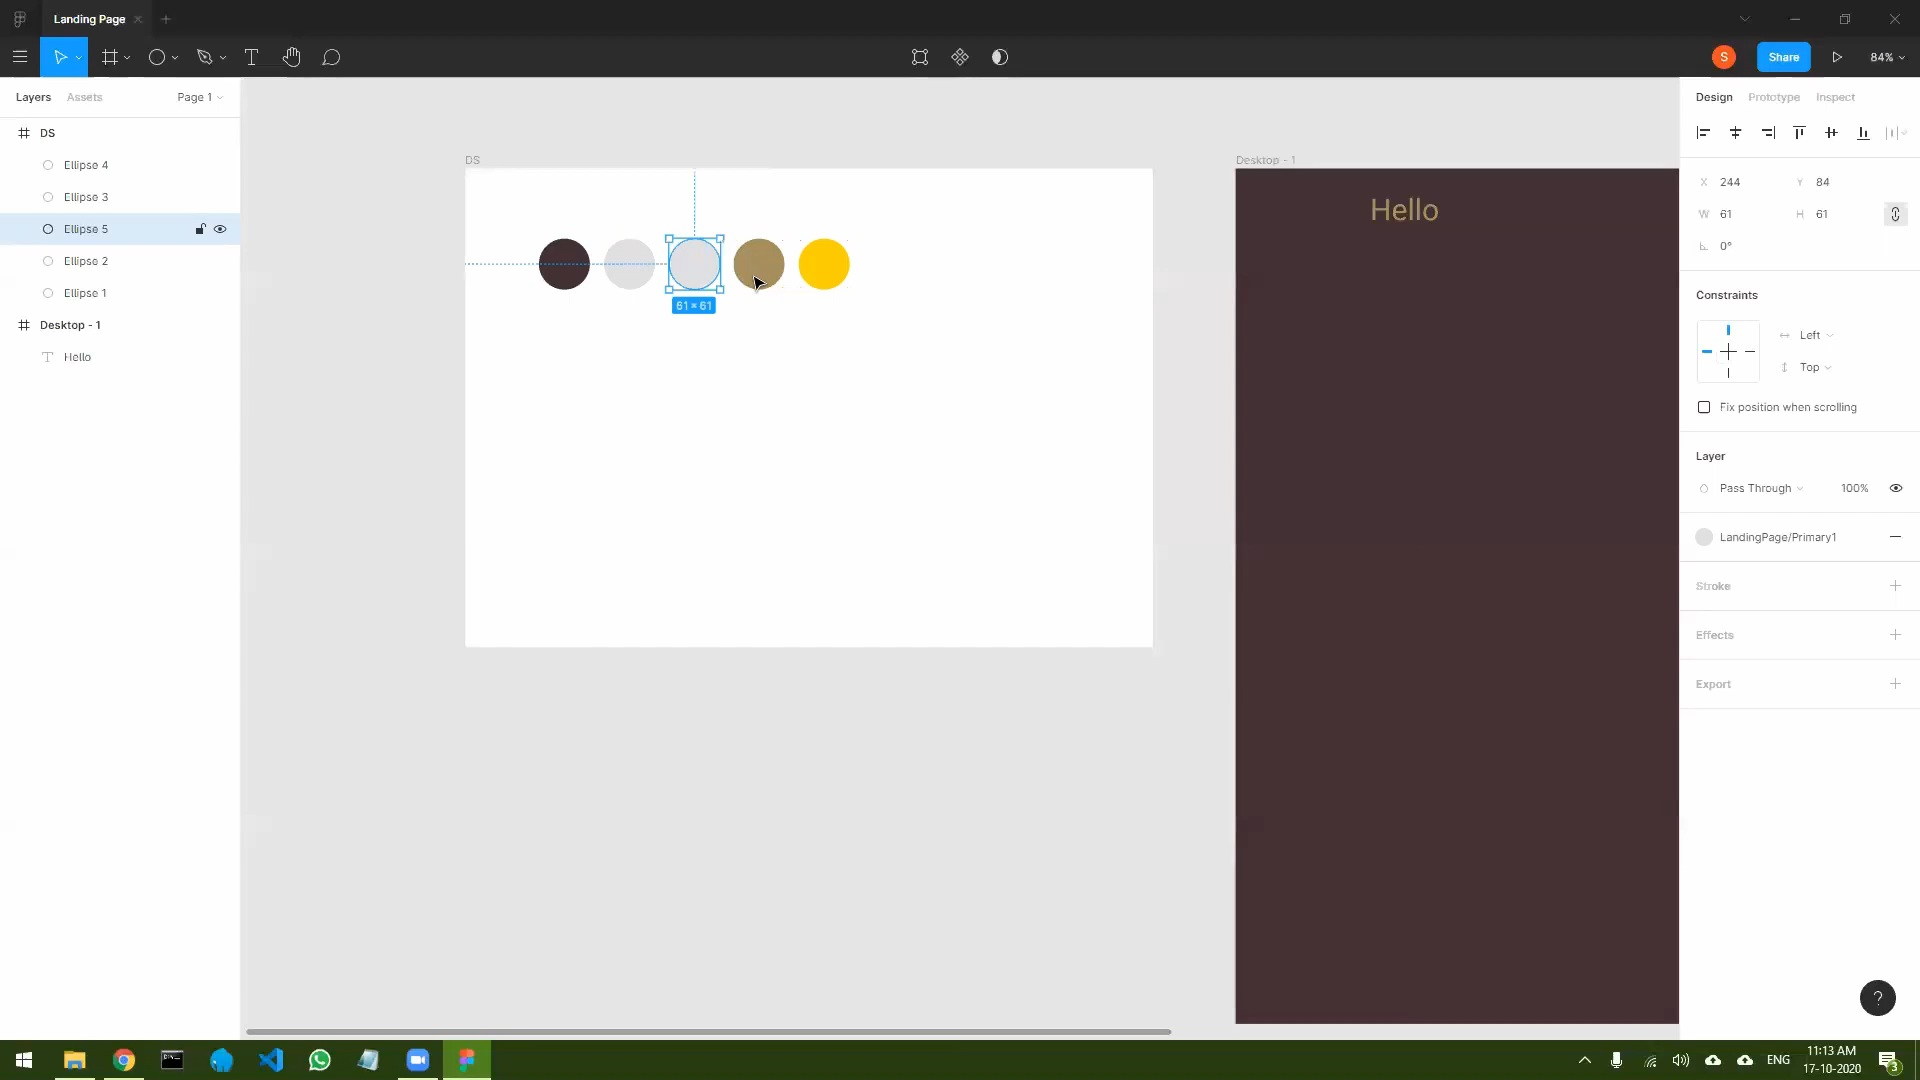 Landing Page
S
Share
84%
Layers
Assets
Page 1
Design
Prototype
Inspect
DS
Ellipse 4
Ellipse 3
Ellipse 5
Ellipse 2
Ellipse 1
Desktop - 1
Hello
DS
61 × 61
Desktop - 1
Hello
X 244
Y 84
W 61
H 61
0°
Constraints
Left
Top
Fix position when scrolling
Layer
Pass Through
100%
LandingPage/Primary1
Stroke
Effects
Export
?
ENG
11:13 AM
17-10-2020
3